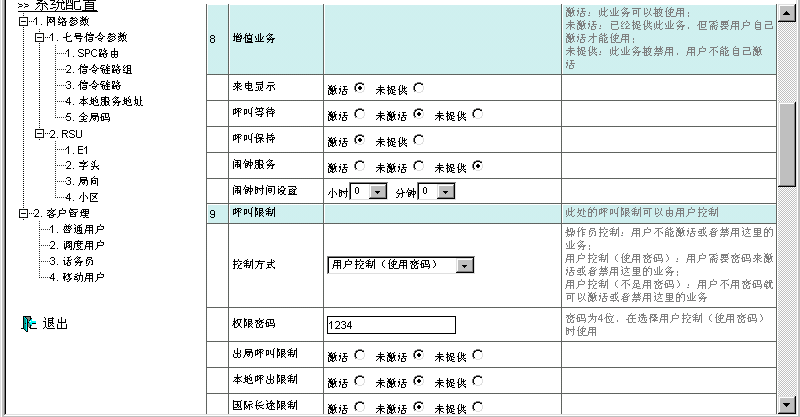 >> 系统配置
1. 网络参数
1. 七号信令参数
1. SPC路由
2. 信令链路组
3. 信令链路
4. 本地服务地址
5. 全局码
2. RSU
1. E1
2. 字头
3. 局向
4. 小区
2. 客户管理
1. 普通用户
2. 调度用户
3. 话务员
4. 移动用户
退出
8 增值业务
激活：此业务可以被使用；
未激活：已经提供此业务，但需要用户自己
激活才能使用；
未提供：此业务被禁用，用户不能自己激
活
来电显示 激活 未提供
呼叫等待 激活 未激活 未提供
呼叫保持 激活 未提供
闹钟服务 激活 未激活 未提供
闹钟时间设置 小时 0 分钟 0
9 呼叫限制 此处的呼叫限制可以由用户控制
控制方式 用户控制（使用密码）
操作员控制：用户不能激活或者禁用这里的
业务；
用户控制（使用密码）：用户需要密码来激
活或者禁用这里的业务；
用户控制（不是用密码）：用户不用密码就
可以激活或者禁用这里的业务
权限密码 1234
密码为4位，在选择用户控制（使用密码）
时使用
出局呼叫限制 激活 未激活 未提供
本地呼出限制 激活 未激活 未提供
国际长途限制 激活 未激活 未提供